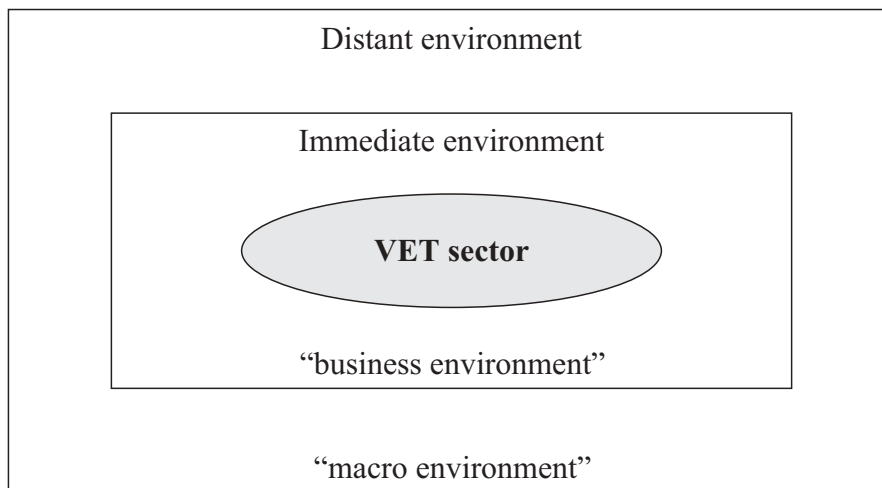 Distant environment
Immediate environment
VET sector
“business environment”
“macro environment”